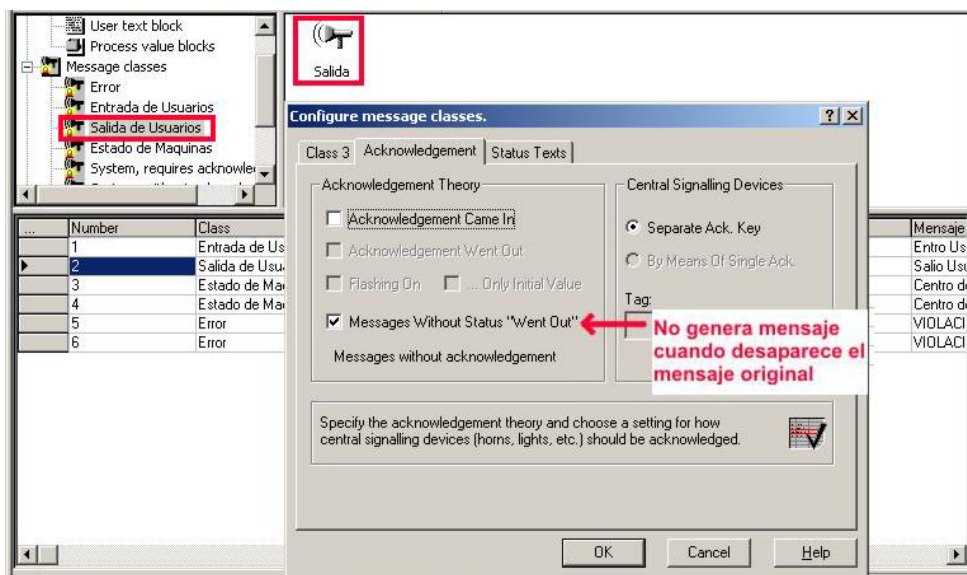 User text block
Process value blocks
Message classes
Error
Entrada de Usuarios
Salida de Usuarios
Estado de Maquinas
System, requires acknowle
Salida
Configure message classes.
Class 3 Acknowledgement Status Texts
Acknowledgement Theory
Acknowledgement Came In
Acknowledgement Went Out
Flashing On ... Only Initial Value
Messages Without Status "Went Out"
Messages without acknowledgement
Central Signalling Devices
Separate Ack. Key
By Means Of Single Ack.
Tag:
No genera mensaje
cuando desaparece el
mensaje original
Specify the acknowledgement theory and choose a setting for how
central signalling devices (horns, lights, etc.) should be acknowledged.
OK Cancel Help
... Number Class Mensaje
1 Entrada de Us Entro Us
2 Salida de Usu Salio Usu
3 Estado de Ma Centro d
4 Estado de Ma Centro d
5 Error VIOLACI
6 Error VIOLACI